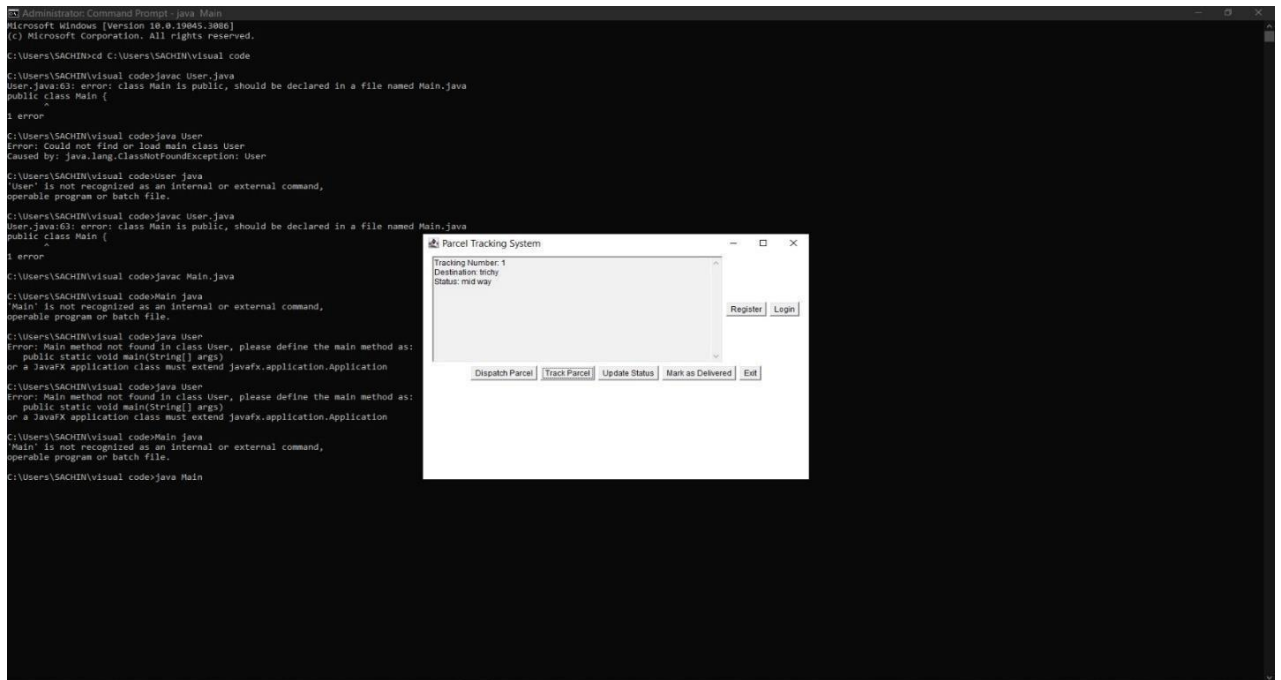 Administrator: Command Prompt - java Main
Microsoft Windows [Version 10.0.19045.3086]
(c) Microsoft Corporation. All rights reserved.
C:\Users\SACHIN>cd C:\Users\SACHIN\visual code
C:\Users\SACHIN\visual code>javac User.java
User.java:63: error: class Main is public, should be declared in a file named Main.java
public class Main {
^
1 error
C:\Users\SACHIN\visual code>java User
Error: Could not find or load main class User
Caused by: java.lang.ClassNotFoundException: User
C:\Users\SACHIN\visual code>User java
'User' is not recognized as an internal or external command,
operable program or batch file.
C:\Users\SACHIN\visual code>javac User.java
User.java:63: error: class Main is public, should be declared in a file named Main.java
public class Main {
^
1 error
C:\Users\SACHIN\visual code>javac Main.java
C:\Users\SACHIN\visual code>Main java
'Main' is not recognized as an internal or external command,
operable program or batch file.
C:\Users\SACHIN\visual code>java User
Error: Main method not found in class User, please define the main method as:
public static void main(String[] args)
or a JavaFX application class must extend javafx.application.Application
C:\Users\SACHIN\visual code>java User
Error: Main method not found in class User, please define the main method as:
public static void main(String[] args)
or a JavaFX application class must extend javafx.application.Application
C:\Users\SACHIN\visual code>Main java
'Main' is not recognized as an internal or external command,
operable program or batch file.
C:\Users\SACHIN\visual code>java Main
Parcel Tracking System
Tracking Number: 1
Destination: trichy
Status: mid way
Register Login
Dispatch Parcel Track Parcel Update Status Mark as Delivered Exit